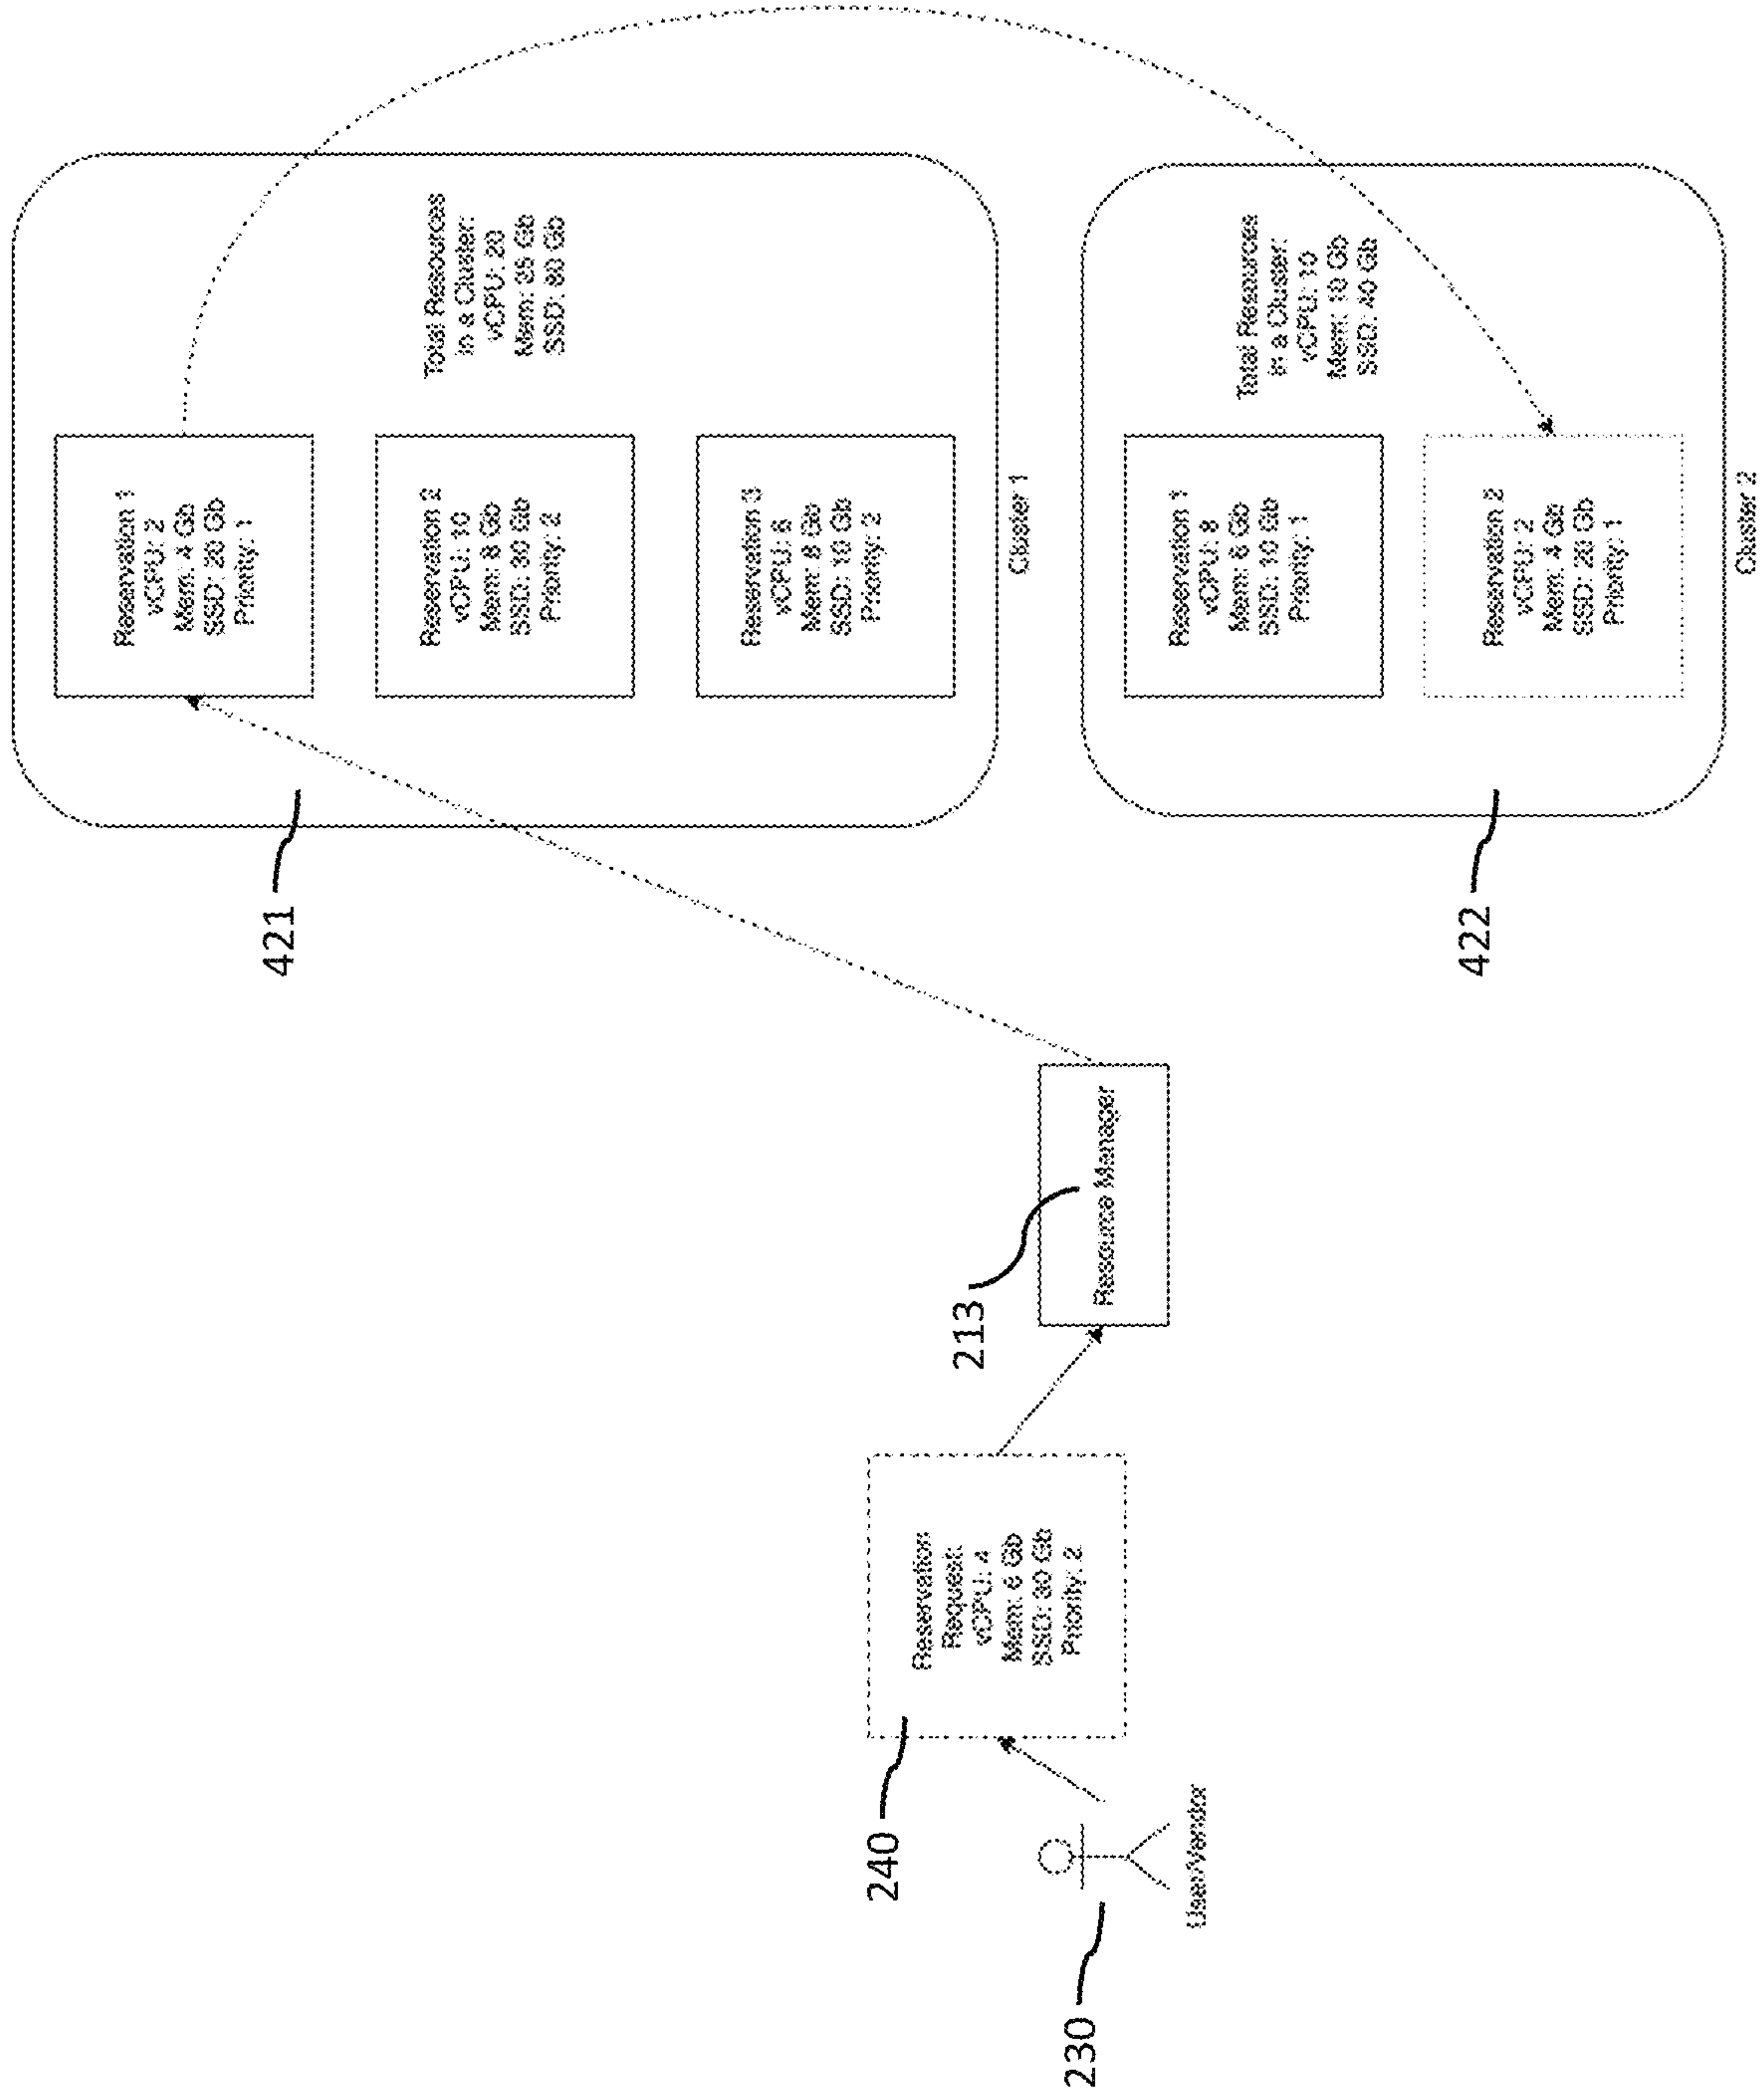 421
Reservation 1
vCPU: 2
Mem: 4 Gb
SSD: 20 Gb
Priority: 1
Reservation 2
vCPU: 10
Mem: 8 Gb
SSD: 30 Gb
Priority: 2
Reservation 3
vCPU: 6
Mem: 8 Gb
SSD: 10 Gb
Priority: 2
Total Resources
in a Cluster:
vCPU: 20
Mem: Gb
SSD: 80 Gb
Cluster 1
240
Reservation
Request:
vCPU: 4
Mem: 6 Gb
SSD: 30 Gb
Priority: 2
213
Resource Manager
230
User/Vendor
422
Reservation 1
vCPU: 8
Mem: 6 Gb
SSD: 10 Gb
Priority: 1
Reservation 2
vCPU: 2
Mem: 4 Gb
SSD: 20 Gb
Priority: 1
Total Resources
in a Cluster:
vCPU: 10
Mem: 10 Gb
SSD: 40 Gb
Cluster 2